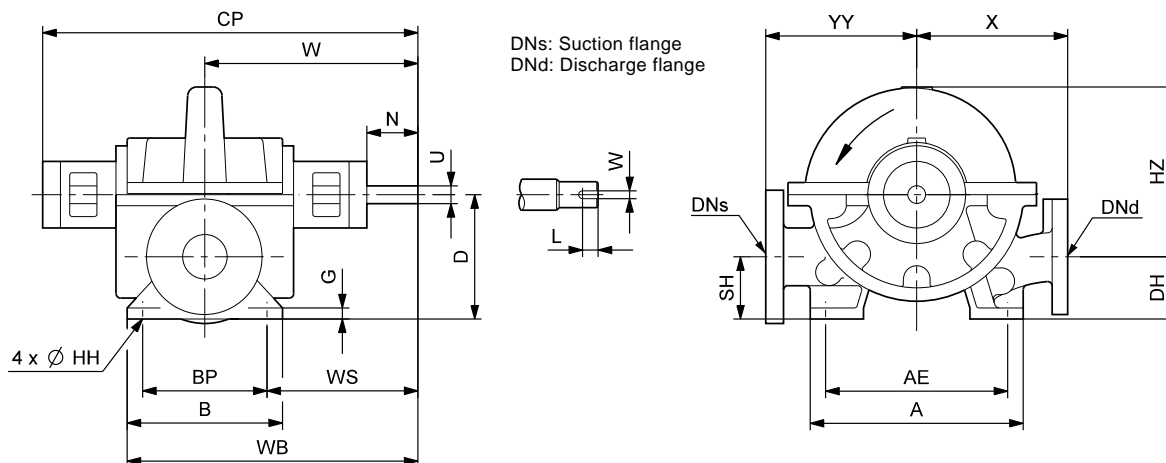 CP
W
N
U
D
G
4 x Ø HH
BP
WS
B
WB
DNs: Suction flange
DNd: Discharge flange
W
L
YY
X
HZ
DNs
DNd
SH
DH
AE
A